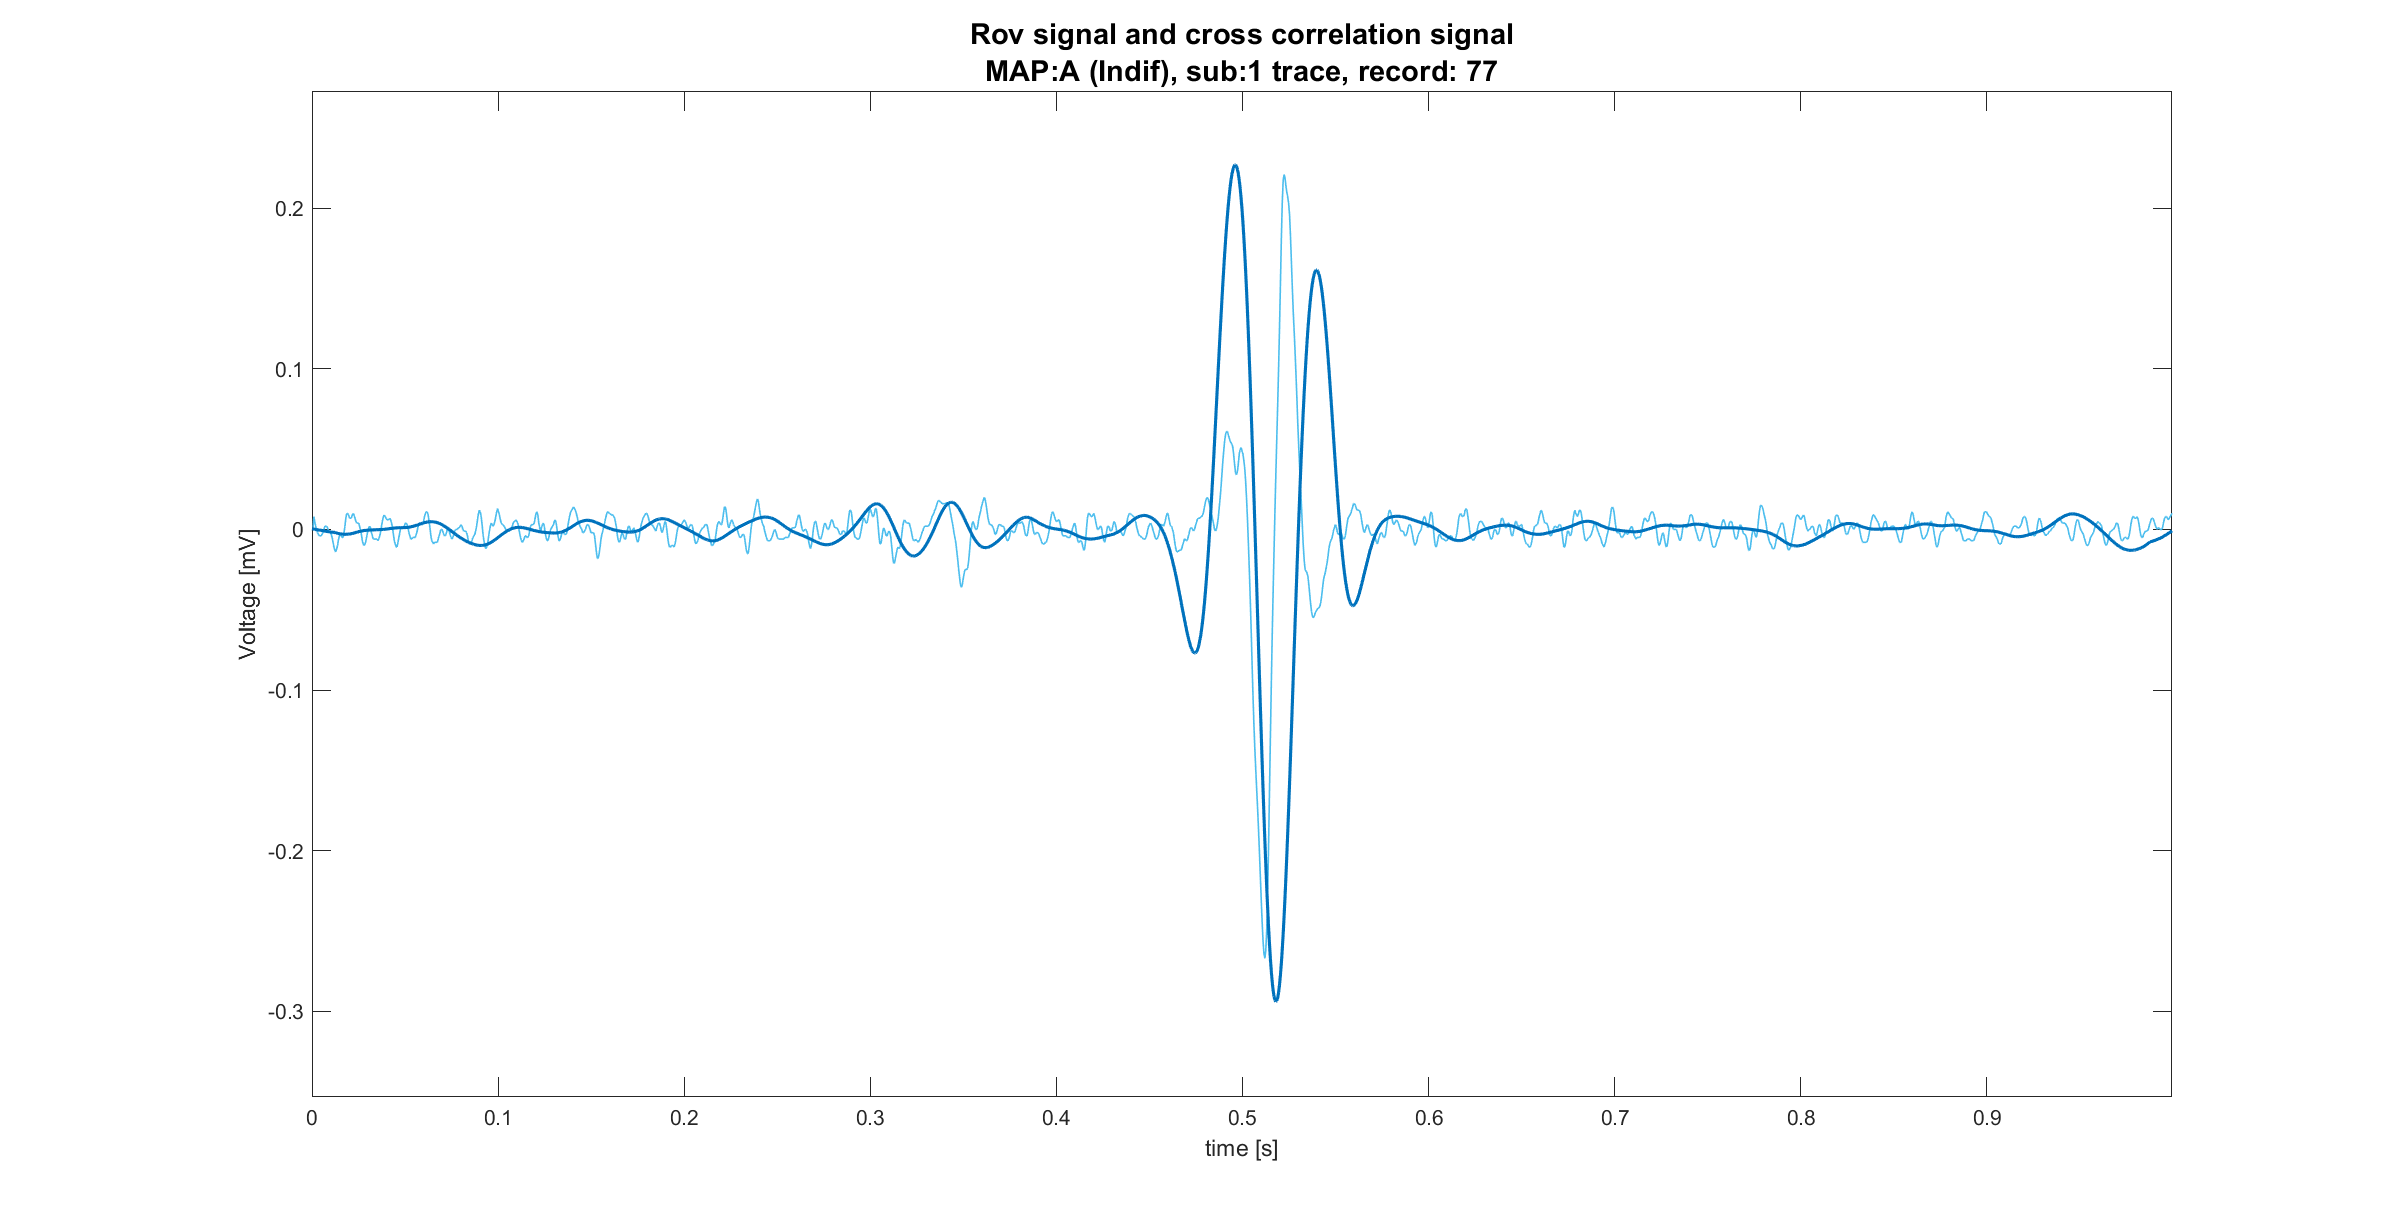 Rov signal and cross correlation signal
MAP:A (Indif), sub:1 trace, record: 77
0.2
0.1
0
-0.1
-0.2
-0.3
Voltage [mV]
0 0.1 0.2 0.3 0.4 0.5 0.6 0.7 0.8 0.9
time [s]